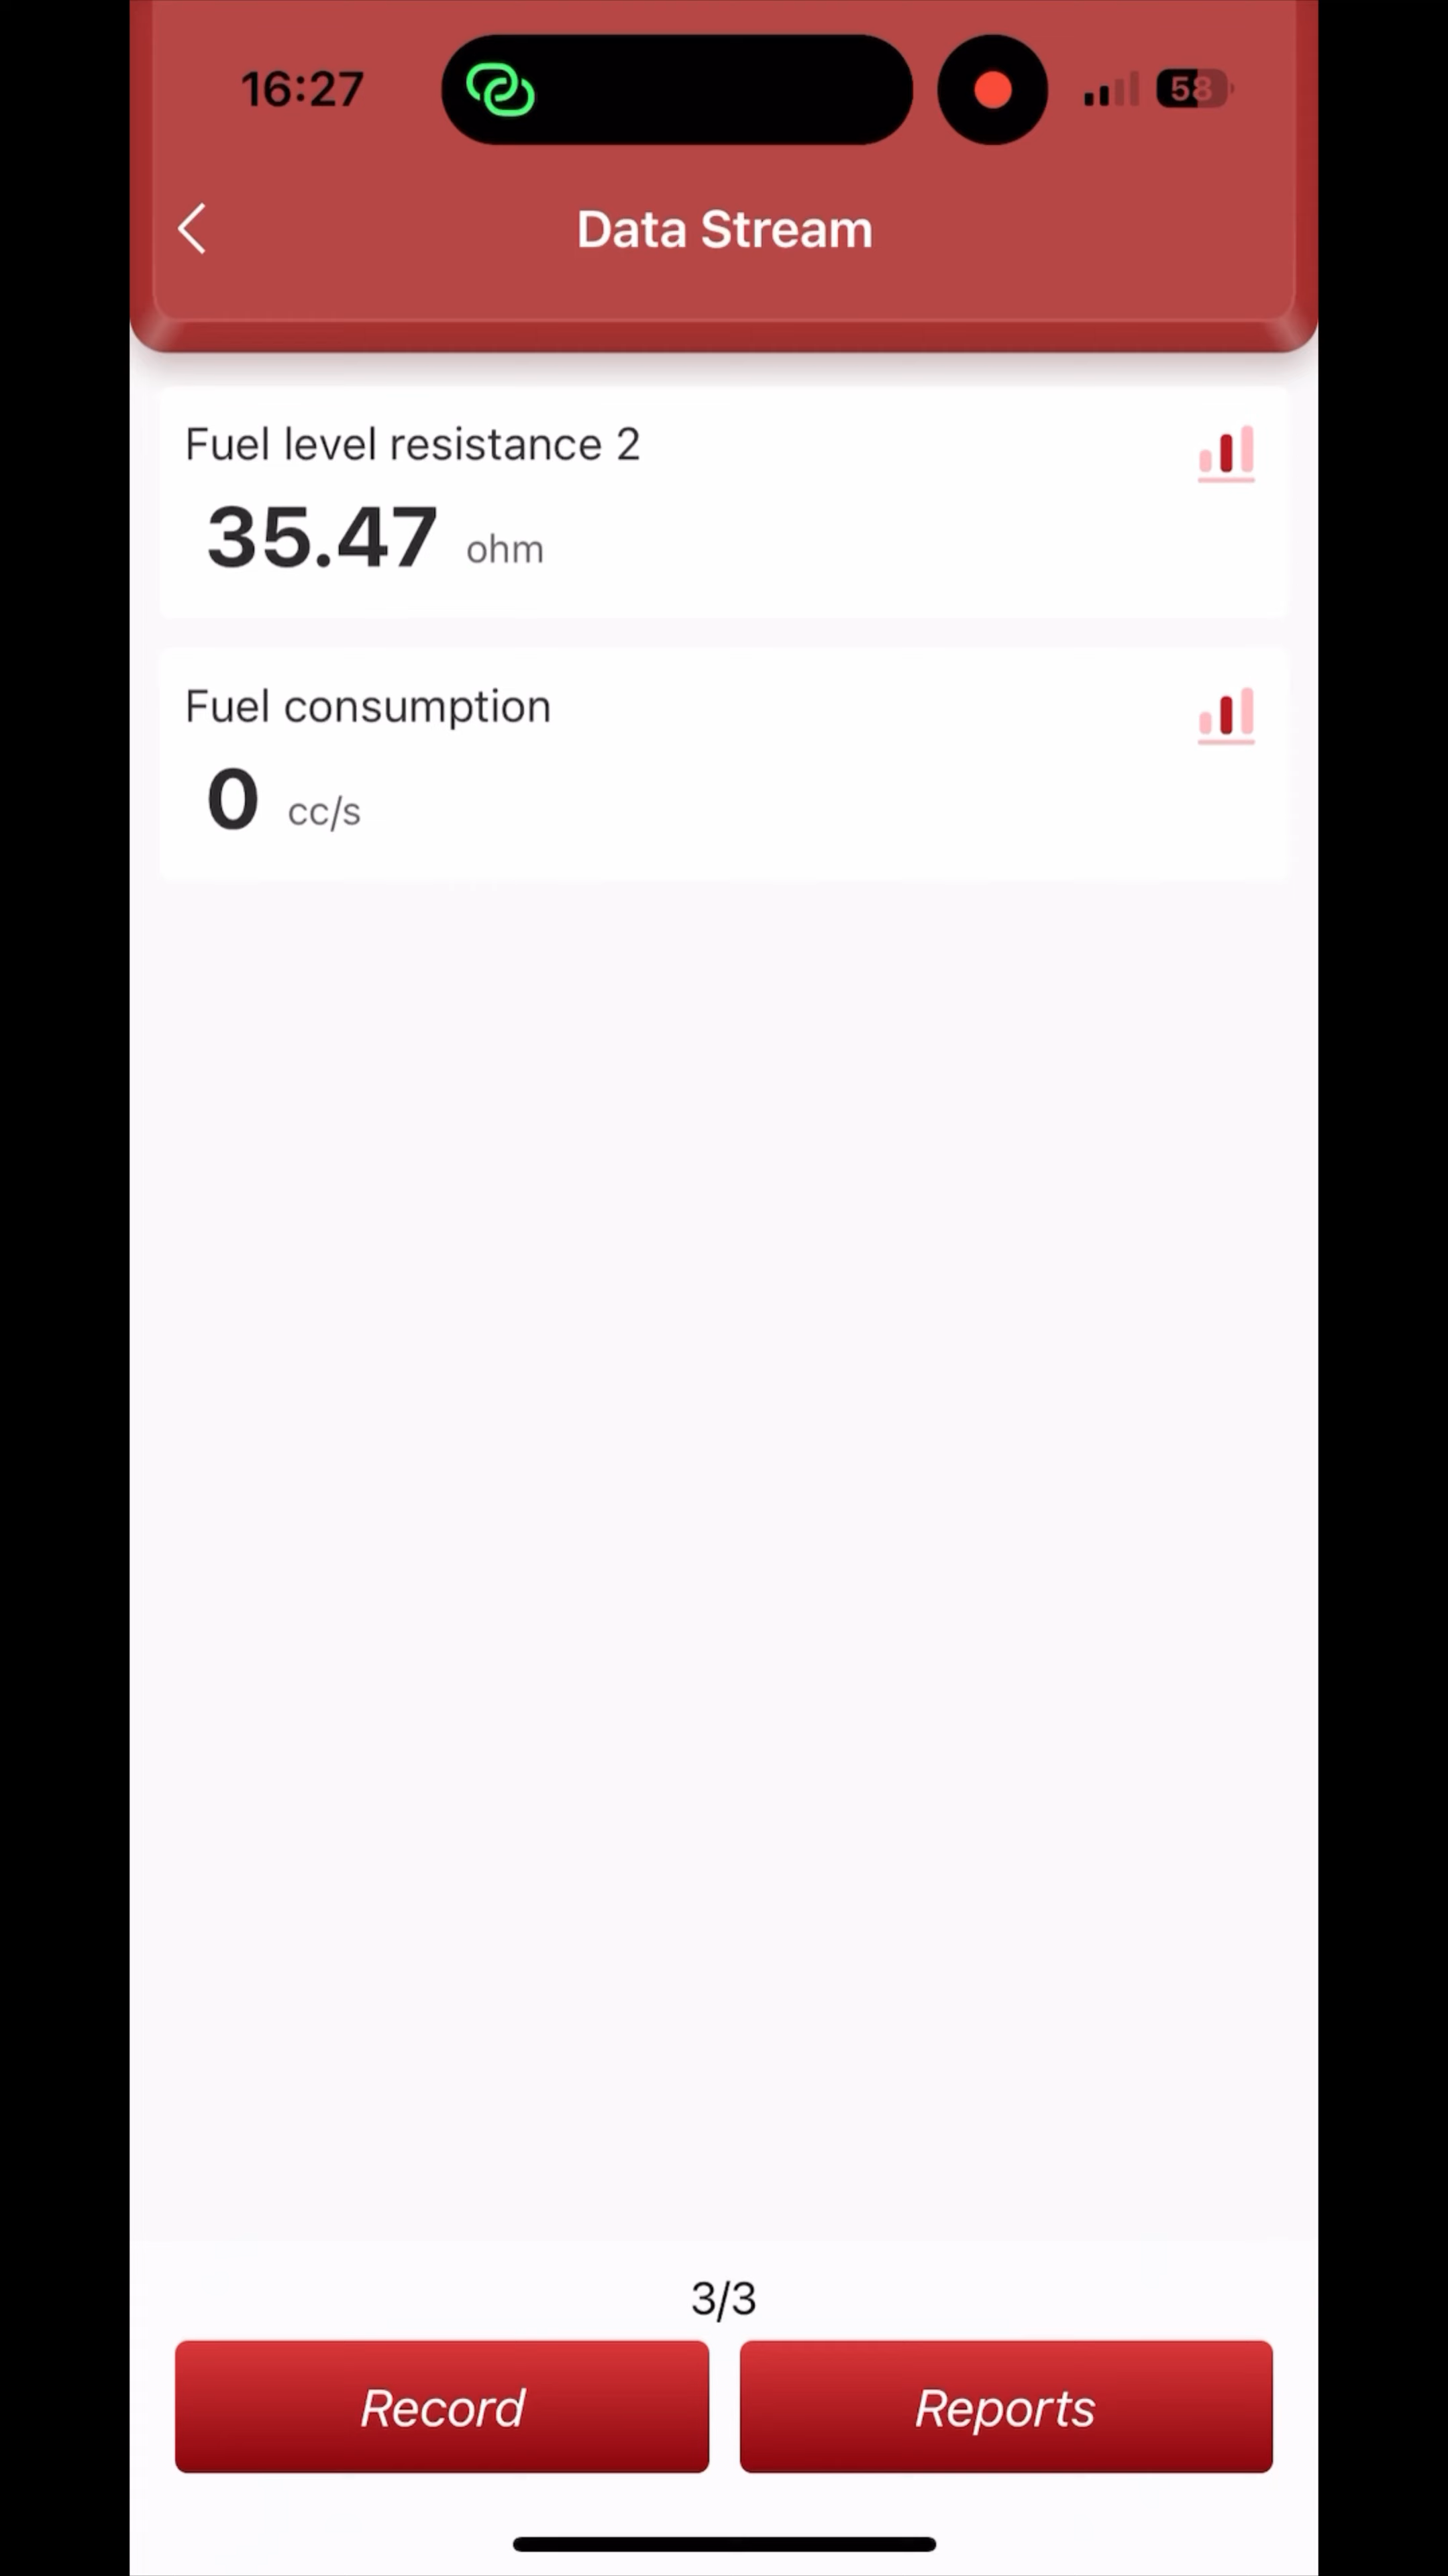 16:27
58
Data Stream
Fuel level resistance 2
35.47 ohm
Fuel consumption
0 cc/s
3/3
Record
Reports